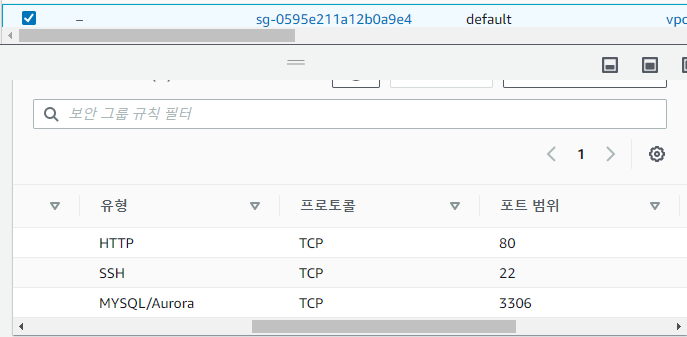 – sg-0595e211a12b0a9e4 default vpc
보안 그룹 규칙 필터
1
유형 프로토콜 포트 범위
HTTP TCP 80
SSH TCP 22
MYSQL/Aurora TCP 3306